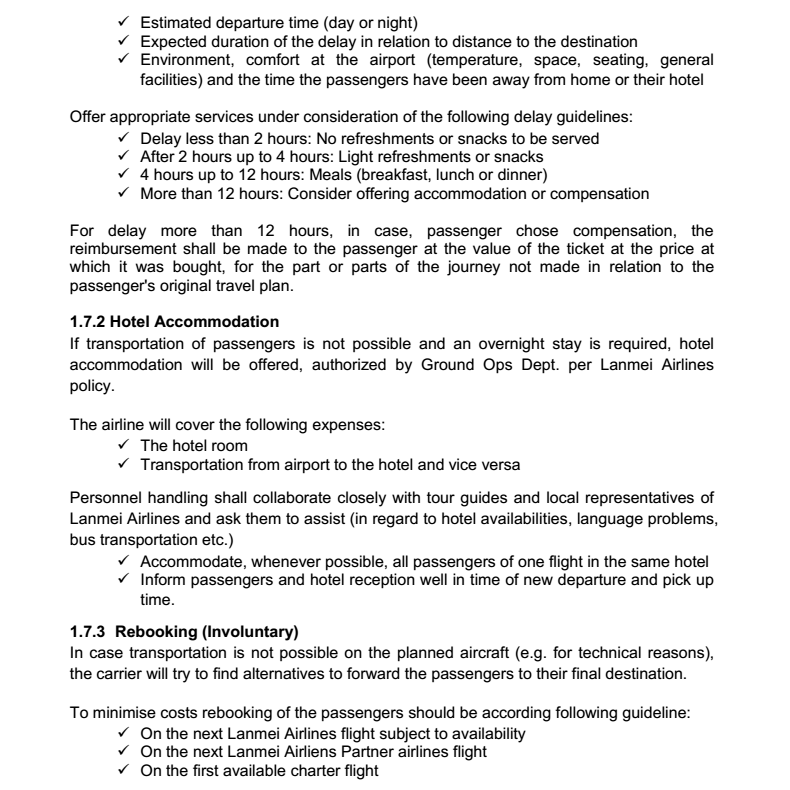 ✓ Estimated departure time (day or night)
✓ Expected duration of the delay in relation to distance to the destination
✓ Environment, comfort at the airport (temperature, space, seating, general
facilities) and the time the passengers have been away from home or their hotel
Offer appropriate services under consideration of the following delay guidelines:
✓ Delay less than 2 hours: No refreshments or snacks to be served
✓ After 2 hours up to 4 hours: Light refreshments or snacks
✓ 4 hours up to 12 hours: Meals (breakfast, lunch or dinner)
✓ More than 12 hours: Consider offering accommodation or compensation
For delay more than 12 hours, in case, passenger chose compensation, the
reimbursement shall be made to the passenger at the value of the ticket at the price at
which it was bought, for the part or parts of the journey not made in relation to the
passenger's original travel plan.
1.7.2 Hotel Accommodation
If transportation of passengers is not possible and an overnight stay is required, hotel
accommodation will be offered, authorized by Ground Ops Dept. per Lanmei Airlines
policy.
The airline will cover the following expenses:
✓ The hotel room
✓ Transportation from airport to the hotel and vice versa
Personnel handling shall collaborate closely with tour guides and local representatives of
Lanmei Airlines and ask them to assist (in regard to hotel availabilities, language problems,
bus transportation etc.)
✓ Accommodate, whenever possible, all passengers of one flight in the same hotel
✓ Inform passengers and hotel reception well in time of new departure and pick up
time.
1.7.3 Rebooking (Involuntary)
In case transportation is not possible on the planned aircraft (e.g. for technical reasons),
the carrier will try to find alternatives to forward the passengers to their final destination.
To minimise costs rebooking of the passengers should be according following guideline:
✓ On the next Lanmei Airlines flight subject to availability
✓ On the next Lanmei Airliens Partner airlines flight
✓ On the first available charter flight